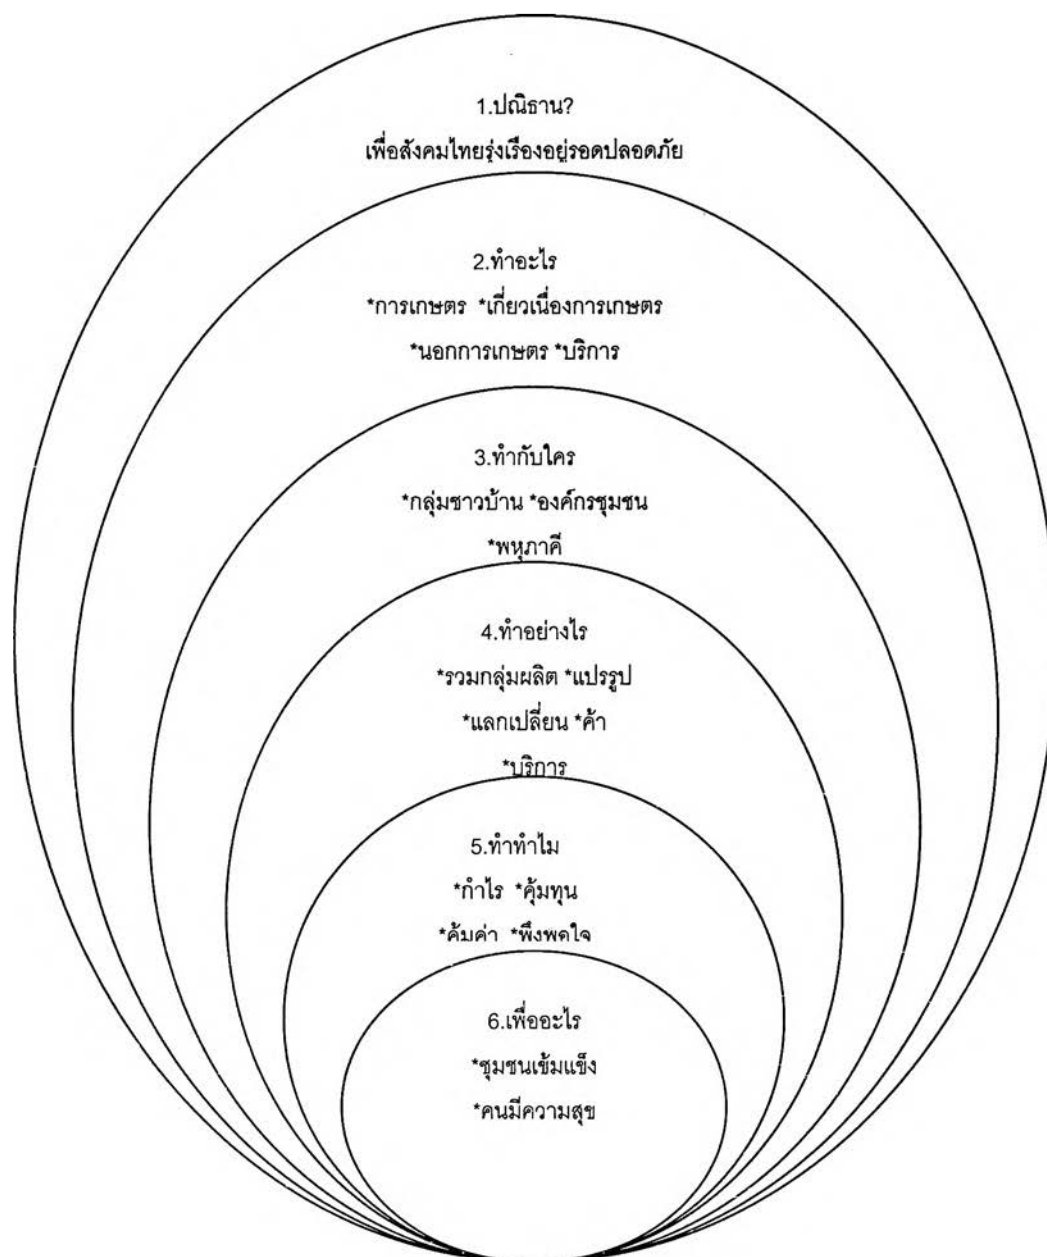 1.ปณิธาน?
เพื่อสังคมไทยรุ่งเรืองอยู่รอดปลอดภัย
2.ทำอะไร
*การเกษตร *เกี่ยวเนื่องการเกษตร
*นอกการเกษตร *บริการ
3.ทำกับใคร
*กลุ่มชาวบ้าน *องค์กรชุมชน
*พหุภาคี
4.ทำอย่างไร
*รวมกลุ่มผลิต *แปรรูป
*แลกเปลี่ยน *ค้า
*บริการ
5.ทำทำไม
*กำไร *คุ้มทุน
*คุ้มค่า *พึงพอใจ
6.เพื่ออะไร
*ชุมชนเข้มแข็ง
*คนมีความสุข